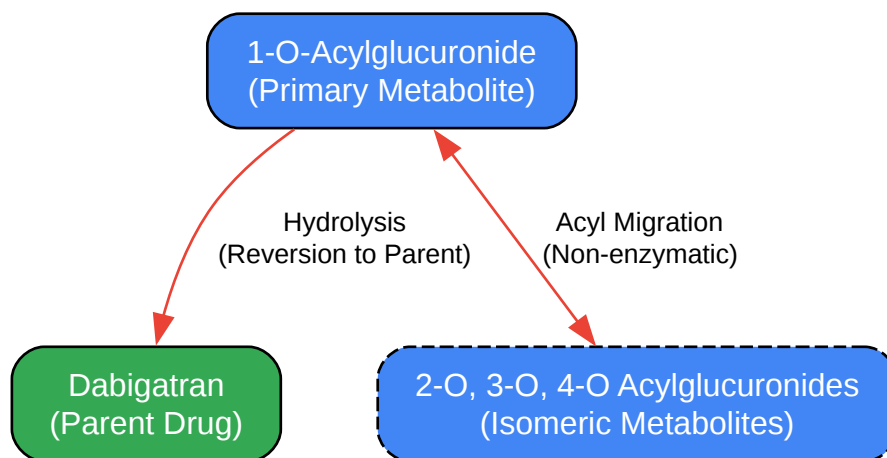 1-O-Acylglucuronide
(Primary Metabolite)
Hydrolysis
(Reversion to Parent)
Acyl Migration
(Non-enzymatic)
Dabigatran
(Parent Drug)
2-O, 3-O, 4-O Acylglucuronides
(Isomeric Metabolites)